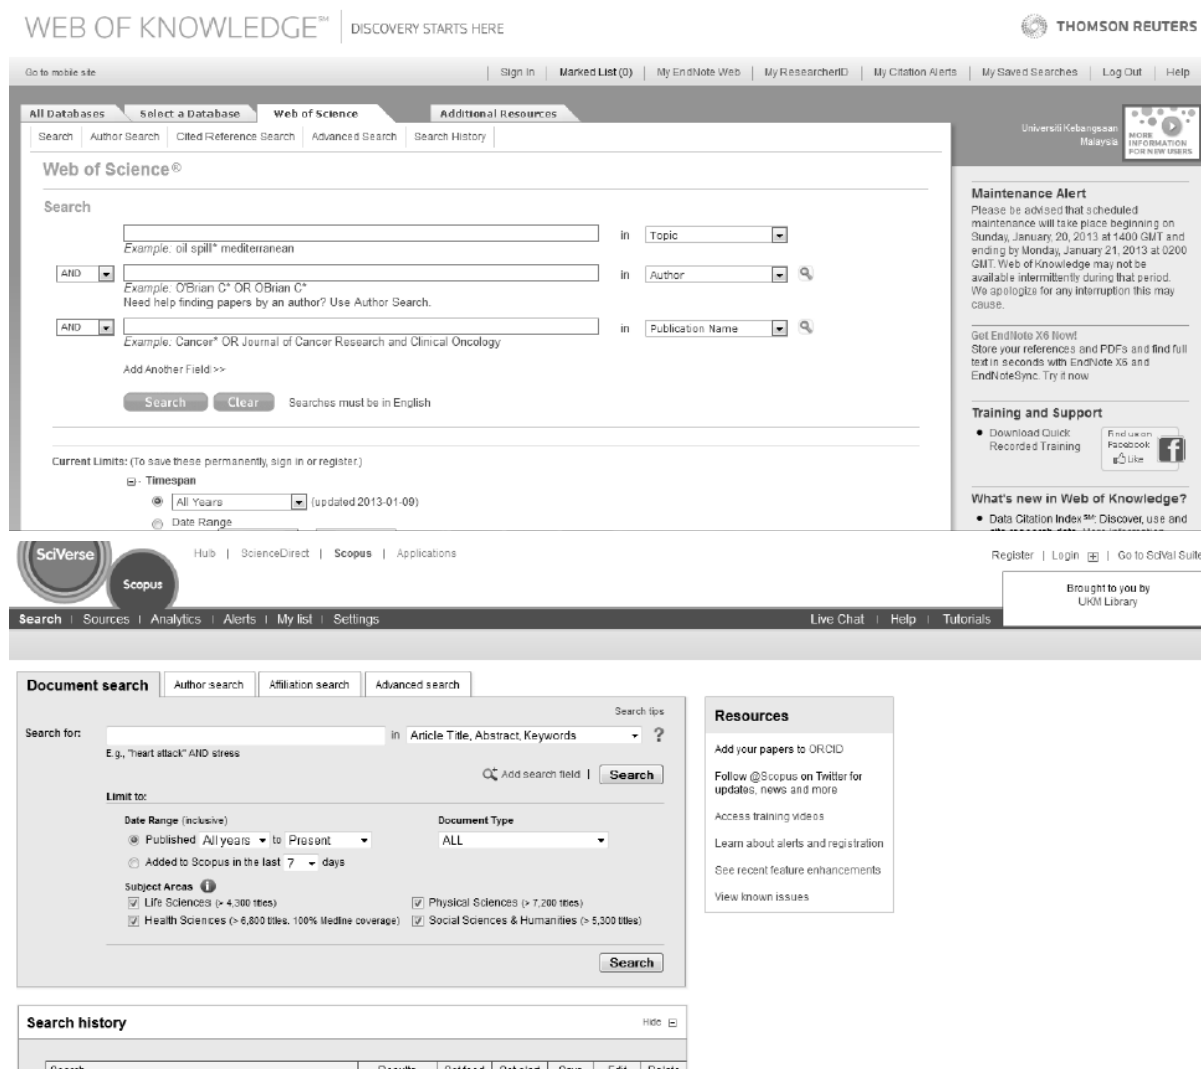 WEB OF KNOWLEDGE℠ | DISCOVERY STARTS HERE
THOMSON REUTERS
Go to mobile site
Sign In | Marked List (0) | My EndNote Web | My ResearcherID | My Citation Alerts | My Saved Searches | Log Out | Help
All Databases Select a Database Web of Science Additional Resources
Search | Author Search | Cited Reference Search | Advanced Search | Search History
Universiti Kebangsaan
Malaysia
MORE
INFORMATION
FOR NEW USERS
Web of Science®
Search
in Topic
Example: oil spill* mediterranean
AND in Author
Example: O'Brian C* OR OBrian C*
Need help finding papers by an author? Use Author Search.
AND in Publication Name
Example: Cancer* OR Journal of Cancer Research and Clinical Oncology
Add Another Field >>
Search Clear Searches must be in English
Current Limits: (To save these permanently, sign in or register.)
Timespan
All Years (updated 2013-01-09)
Date Range
Maintenance Alert
Please be advised that scheduled
maintenance will take place beginning on
Sunday, January, 20, 2013 at 1400 GMT and
ending by Monday, January 21, 2013 at 0200
GMT. Web of Knowledge may not be
available intermittently during that period.
We apologize for any interruption this may
cause.
Get EndNote X6 Now!
Store your references and PDFs and find full
text in seconds with EndNote X6 and
EndNoteSync. Try it now
Training and Support
Download Quick
Recorded Training
Find us on
Facebook
Like
What's new in Web of Knowledge?
Data Citation Index℠: Discover, use and
cite research data. More information
SciVerse
Scopus
Hub | ScienceDirect | Scopus | Applications
Register | Login | Go to SciVal Suite
Brought to you by
UKM Library
Search | Sources | Analytics | Alerts | My list | Settings
Live Chat | Help | Tutorials
Document search Author search Affiliation search Advanced search
Search tips
Search for: in Article Title, Abstract, Keywords ?
E.g., "heart attack" AND stress
Add search field | Search
Limit to:
Date Range (inclusive) Document Type
Published All years to Present ALL
Added to Scopus in the last 7 days
Subject Areas
Life Sciences (> 4,300 titles) Physical Sciences (> 7,200 titles)
Health Sciences (> 6,800 titles. 100% Medline coverage) Social Sciences & Humanities (> 5,300 titles)
Search
Resources
Add your papers to ORCID
Follow @Scopus on Twitter for
updates, news and more
Access training videos
Learn about alerts and registration
See recent feature enhancements
View known issues
Search history Hide
Search Results Set feed Set alert Save Edit Delete